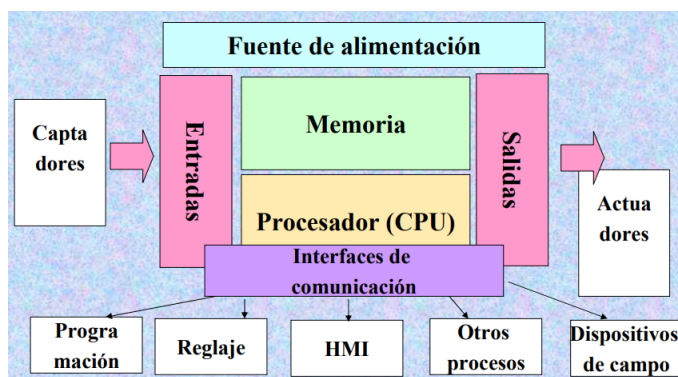 Fuente de alimentación
Capta
dores
Entradas
Memoria
Salidas
Procesador (CPU)
Actua
dores
Interfaces de
comunicación
Progra
mación
Reglaje
HMI
Otros
procesos
Dispositivos
de campo